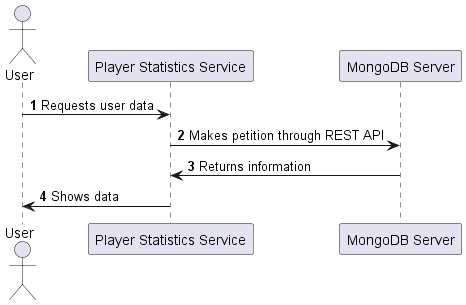 User
Player Statistics Service
MongoDB Server
1 Requests user data
2 Makes petition through REST API
3 Returns information
4 Shows data
User
Player Statistics Service
MongoDB Server